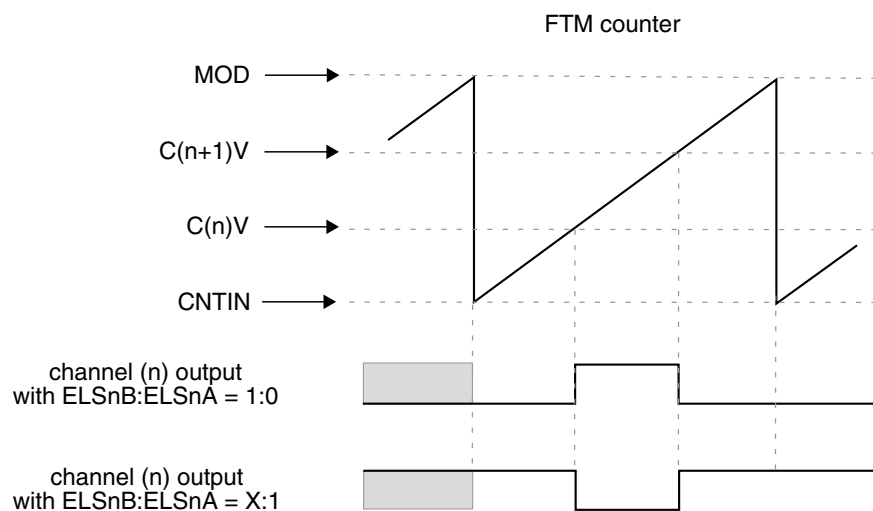 FTM counter
MOD
C(n+1)V
C(n)V
CNTIN
channel (n) output
with ELSnB:ELSnA = 1:0
channel (n) output
with ELSnB:ELSnA = X:1